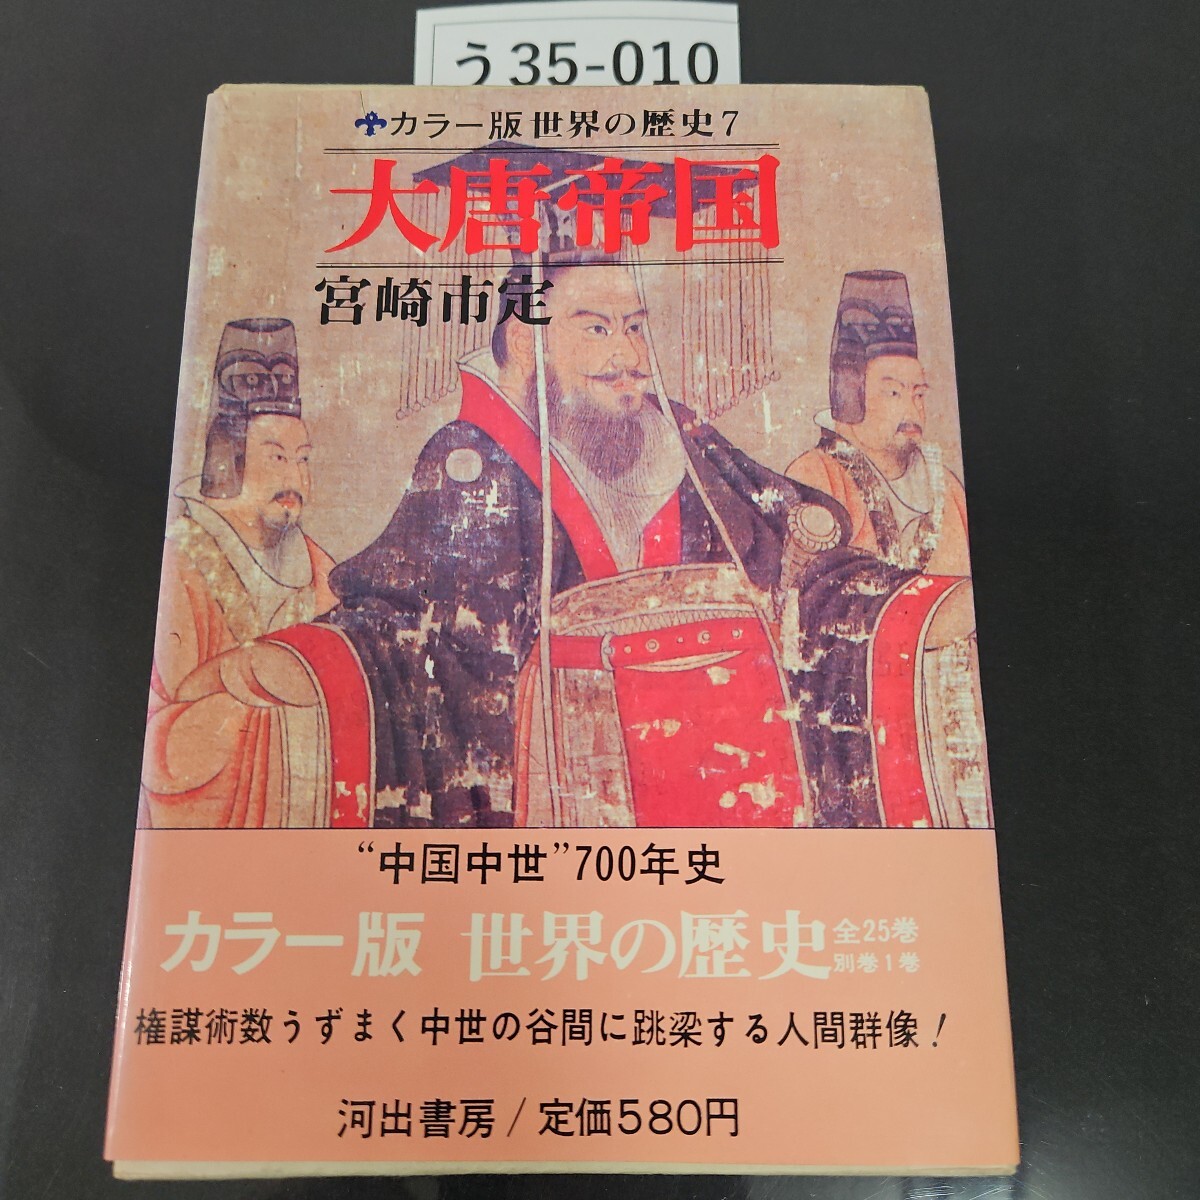 う35-010
カラー版 世界の歴史7
大唐帝国
宮崎市定
“中国中世”700年史
カラー版 世界の歴史 全25巻
別巻1巻
権謀術数うずまく中世の谷間に跳梁する人間群像！
河出書房/定価580円